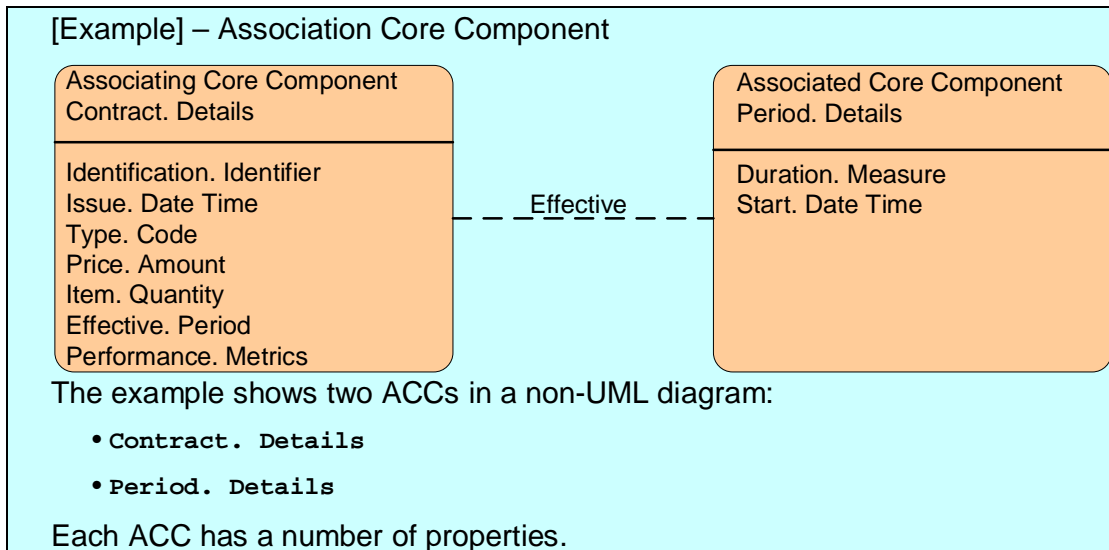 [Example] – Association Core Component
Associating Core Component
Contract. Details
Identification. Identifier
Issue. Date Time
Type. Code
Price. Amount
Item. Quantity
Effective. Period
Performance. Metrics
Effective
Associated Core Component
Period. Details
Duration. Measure
Start. Date Time
The example shows two ACCs in a non-UML diagram:
• Contract. Details
• Period. Details
Each ACC has a number of properties.